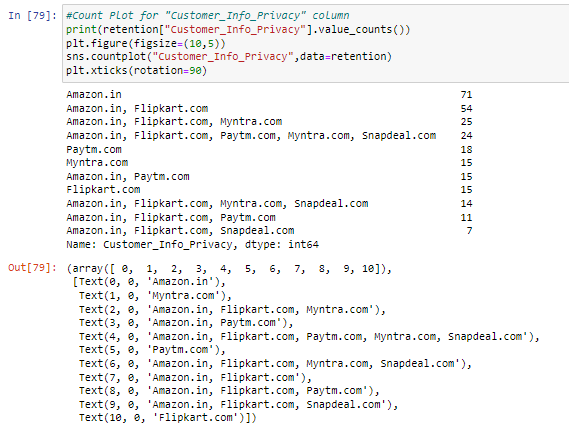 In [79]: #Count Plot for "Customer_Info_Privacy" column
print(retention["Customer_Info_Privacy"].value_counts())
plt.figure(figsize=(10,5))
sns.countplot("Customer_Info_Privacy",data=retention)
plt.xticks(rotation=90)
Amazon.in 71
Amazon.in, Flipkart.com 54
Amazon.in, Flipkart.com, Myntra.com 25
Amazon.in, Flipkart.com, Paytm.com, Myntra.com, Snapdeal.com 24
Paytm.com 18
Myntra.com 15
Amazon.in, Paytm.com 15
Flipkart.com 15
Amazon.in, Flipkart.com, Myntra.com, Snapdeal.com 14
Amazon.in, Flipkart.com, Paytm.com 11
Amazon.in, Flipkart.com, Snapdeal.com 7
Name: Customer_Info_Privacy, dtype: int64
Out[79]: (array([ 0, 1, 2, 3, 4, 5, 6, 7, 8, 9, 10]),
[Text(0, 0, 'Amazon.in'),
Text(1, 0, 'Myntra.com'),
Text(2, 0, 'Amazon.in, Flipkart.com, Myntra.com'),
Text(3, 0, 'Amazon.in, Paytm.com'),
Text(4, 0, 'Amazon.in, Flipkart.com, Paytm.com, Myntra.com, Snapdeal.com'),
Text(5, 0, 'Paytm.com'),
Text(6, 0, 'Amazon.in, Flipkart.com, Myntra.com, Snapdeal.com'),
Text(7, 0, 'Amazon.in, Flipkart.com'),
Text(8, 0, 'Amazon.in, Flipkart.com, Paytm.com'),
Text(9, 0, 'Amazon.in, Flipkart.com, Snapdeal.com'),
Text(10, 0, 'Flipkart.com')])